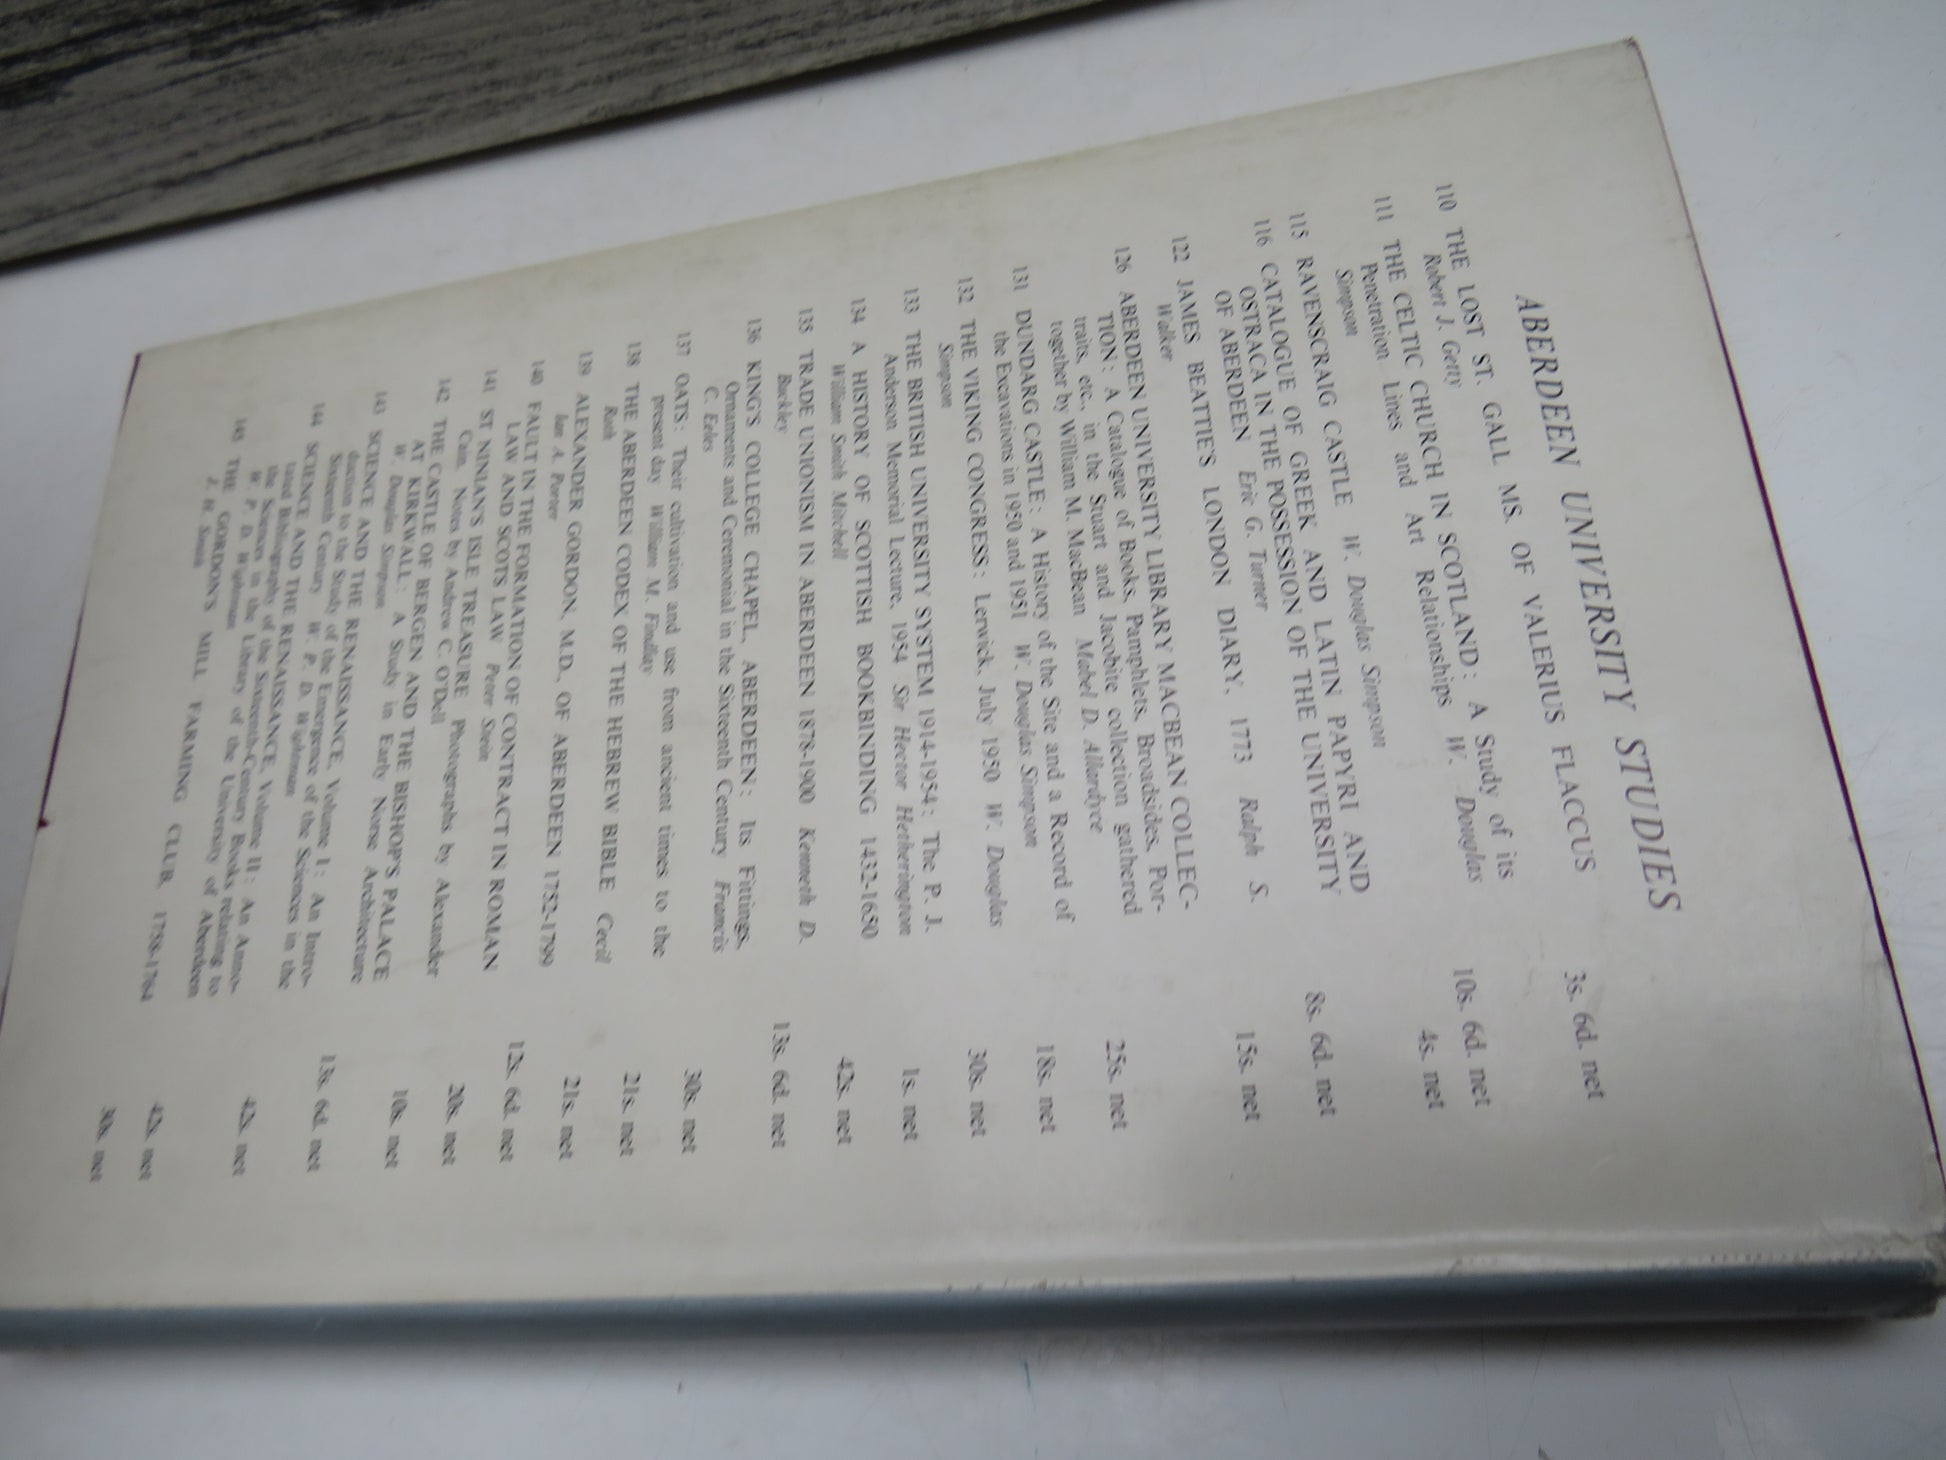 ABERDEEN UNIVERSITY STUDIES
110 THE LOST ST. GALL MS. OF VALERIUS FLACCUS
Robert J. Getty 3s. 6d. net
111 THE CELTIC CHURCH IN SCOTLAND: A Study of its
Penetration Lines and Art Relationships W. Douglas
Simpson 10s. 6d. net
115 RAVENSCRAIG CASTLE W. Douglas Simpson 4s. net
116 CATALOGUE OF GREEK AND LATIN PAPYRI AND
OSTRACA IN THE POSSESSION OF THE UNIVERSITY
OF ABERDEEN Eric G. Turner 8s. 6d. net
122 JAMES BEATTIE'S LONDON DIARY, 1773 Ralph S.
Walker 15s. net
126 ABERDEEN UNIVERSITY LIBRARY MACBEAN COLLEC-
TION: A Catalogue of Books, Pamphlets, Broadsides, Por-
traits, etc., in the Stuart and Jacobite collection gathered
together by William M. MacBean Mabel D. Allardyce 25s. net
131 DUNDARG CASTLE: A History of the Site and a Record of
the Excavations in 1950 and 1951 W. Douglas Simpson 18s. net
132 THE VIKING CONGRESS: Lerwick, July 1950 W. Douglas
Simpson 30s. net
133 THE BRITISH UNIVERSITY SYSTEM 1914-1954: The P. J.
Anderson Memorial Lecture, 1954 Sir Hector Hetherington 1s. net
134 A HISTORY OF SCOTTISH BOOKBINDING 1432-1650
William Smith Mitchell 42s. net
135 TRADE UNIONISM IN ABERDEEN 1878-1900 Kenneth D.
Buckley 13s. 6d. net
136 KING'S COLLEGE CHAPEL, ABERDEEN: Its Fittings,
Ornaments and Ceremonial in the Sixteenth Century Francis
C. Eeles 30s. net
137 OATS: Their cultivation and use from ancient times to the
present day William M. Findlay 21s. net
138 THE ABERDEEN CODEX OF THE HEBREW BIBLE Cecil
Roth 21s. net
139 ALEXANDER GORDON, M.D., OF ABERDEEN 1752-1799
Ian A. Porter 12s. 6d. net
140 FAULT IN THE FORMATION OF CONTRACT IN ROMAN
LAW AND SCOTS LAW Peter Stein 20s. net
141 ST NINIAN'S ISLE TREASURE Photographs by Alexander
Cain. Notes by Andrew C. O'Dell 10s. net
142 THE CASTLE OF BERGEN AND THE BISHOP'S PALACE
AT KIRKWALL: A Study in Early Norse Architecture
W. Douglas Simpson 13s. 6d. net
143 SCIENCE AND THE RENAISSANCE, Volume I: An Intro-
duction to the Study of the Emergence of the Sciences in the
Sixteenth Century W. P. D. Wightman 42s. net
144 SCIENCE AND THE RENAISSANCE, Volume II: An Anno-
tated Bibliography of the Sixteenth-Century Books relating to
the Sciences in the Library of the University of Aberdeen
W. P. D. Wightman 42s. net
145 THE GORDON'S MILL FARMING CLUB, 1758-1764
J. H. Smith 30s. net